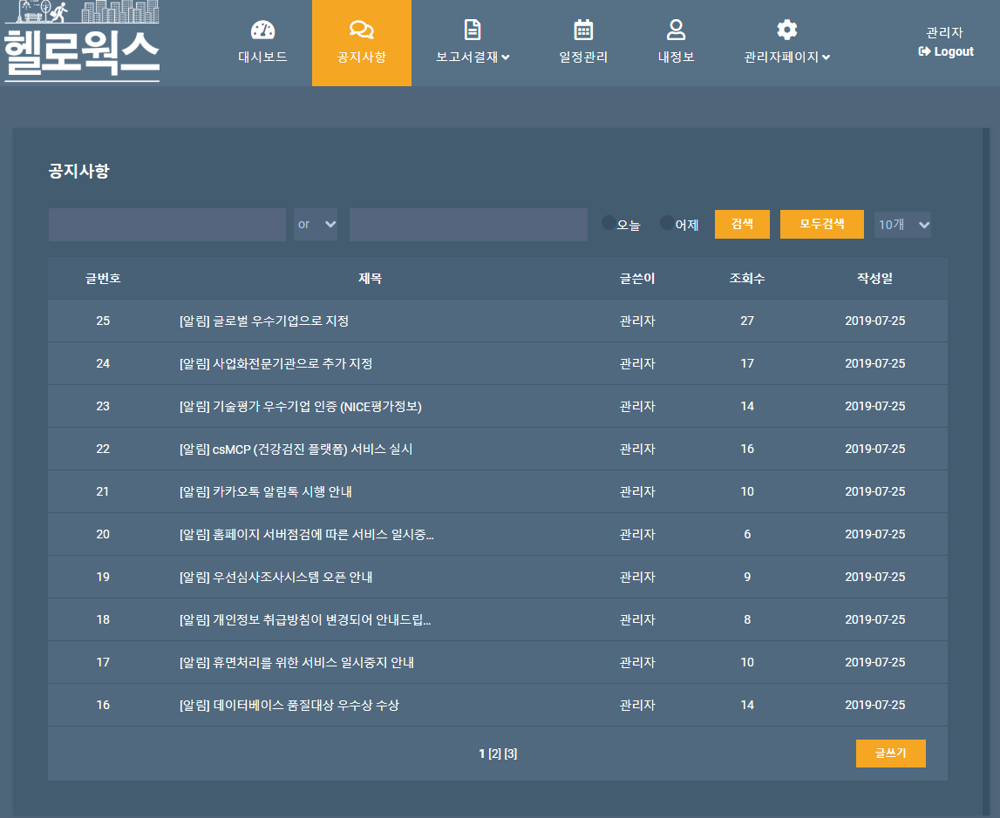 헬로웍스
대시보드 공지사항 보고서결재 일정관리 내정보 관리자페이지 관리자
Logout
공지사항
or 오늘 어제 검색 모두검색 10개
글번호 제목 글쓴이 조회수 작성일
25 [알림] 글로벌 우수기업으로 지정 관리자 27 2019-07-25
24 [알림] 사업화전문기관으로 추가 지정 관리자 17 2019-07-25
23 [알림] 기술평가 우수기업 인증 (NICE평가정보) 관리자 14 2019-07-25
22 [알림] csMCP (건강검진 플랫폼) 서비스 실시 관리자 16 2019-07-25
21 [알림] 카카오톡 알림톡 시행 안내 관리자 10 2019-07-25
20 [알림] 홈페이지 서버점검에 따른 서비스 일시중... 관리자 6 2019-07-25
19 [알림] 우선심사조사시스템 오픈 안내 관리자 9 2019-07-25
18 [알림] 개인정보 취급방침이 변경되어 안내드립... 관리자 8 2019-07-25
17 [알림] 휴면처리를 위한 서비스 일시중지 안내 관리자 10 2019-07-25
16 [알림] 데이터베이스 품질대상 우수상 수상 관리자 14 2019-07-25
1 [2] [3] 글쓰기